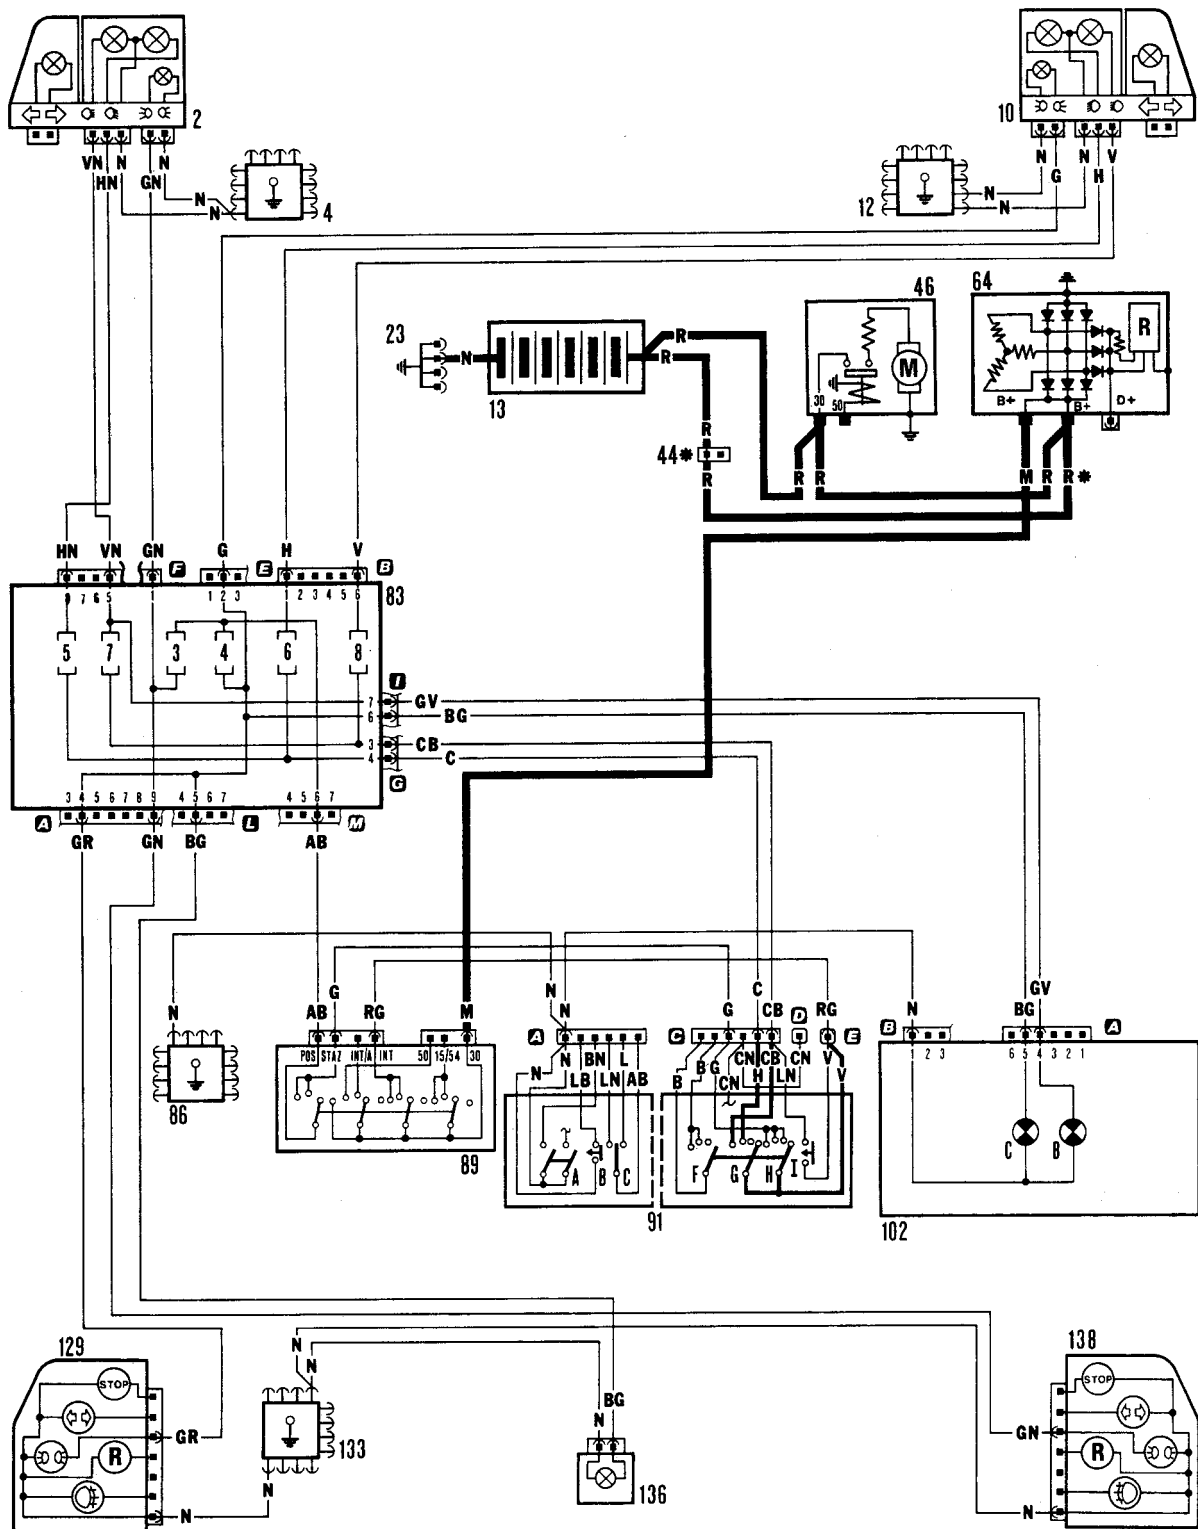 2
10
VN N N
HN GN
N
N
4
N N V
G H
12
N
N
46
64
23
N
R
R
13
M
30 50
R
B+ B+ D+
R
44*
R
R R M R R*
HN VN GN F G E H V B
83
8 7 6 5 1 1 2 3 1 2 3 4 5 6
5 7 3 4 6 8
I
7 GV
6 BG
3 CB
4 C
G
3 4 5 6 7 8 9 4 5 6 7 4 5 6 7
A L M
GR GN BG AB
N
AB G RG M
POS STAZ INT/A INT 50 15/54 30
86
89
N N
A
N N BN L
LB LN AB
A B C
91
C
G C CB D RG E
B B G CN CN H CB LN CN V V
F G H I
N BG GV
B A
1 2 3 6 5 4 3 2 1
C B
102
129
STOP
GR
R
N
N
N
133
N
BG
N
136
138
STOP
GN
R
N